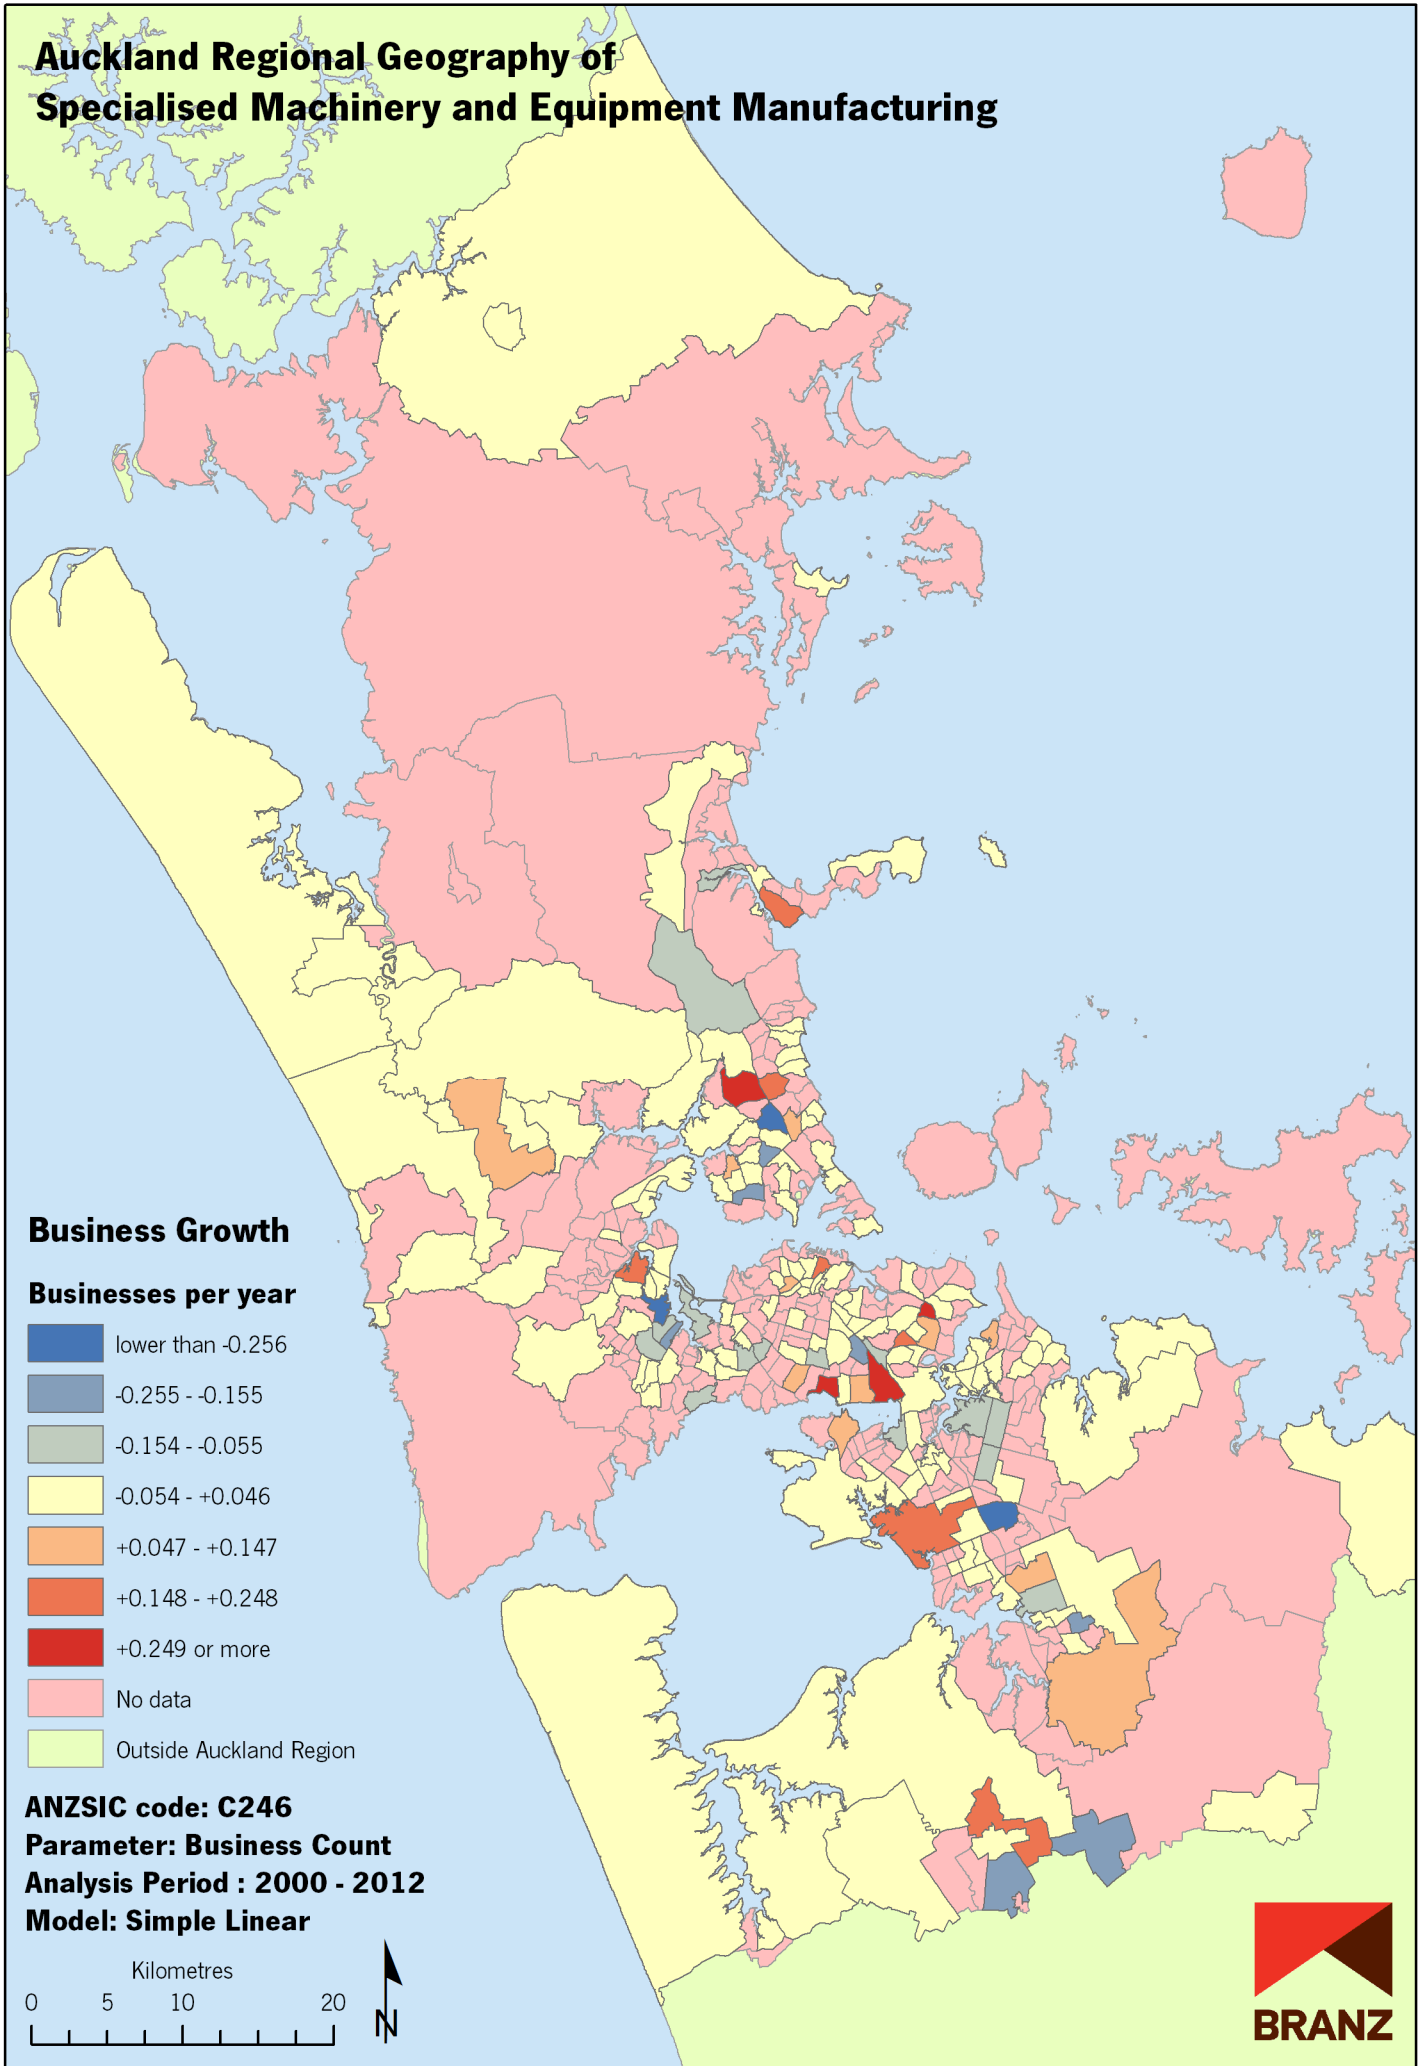 Auckland Regional Geography of
Specialised Machinery and Equipment Manufacturing
Business Growth
Businesses per year
lower than -0.256
-0.255 - -0.155
-0.154 - -0.055
-0.054 - +0.046
+0.047 - +0.147
+0.148 - +0.248
+0.249 or more
No data
Outside Auckland Region
ANZSIC code: C246
Parameter: Business Count
Analysis Period : 2000 - 2012
Model: Simple Linear
Kilometres
0 5 10 20
N
BRANZ